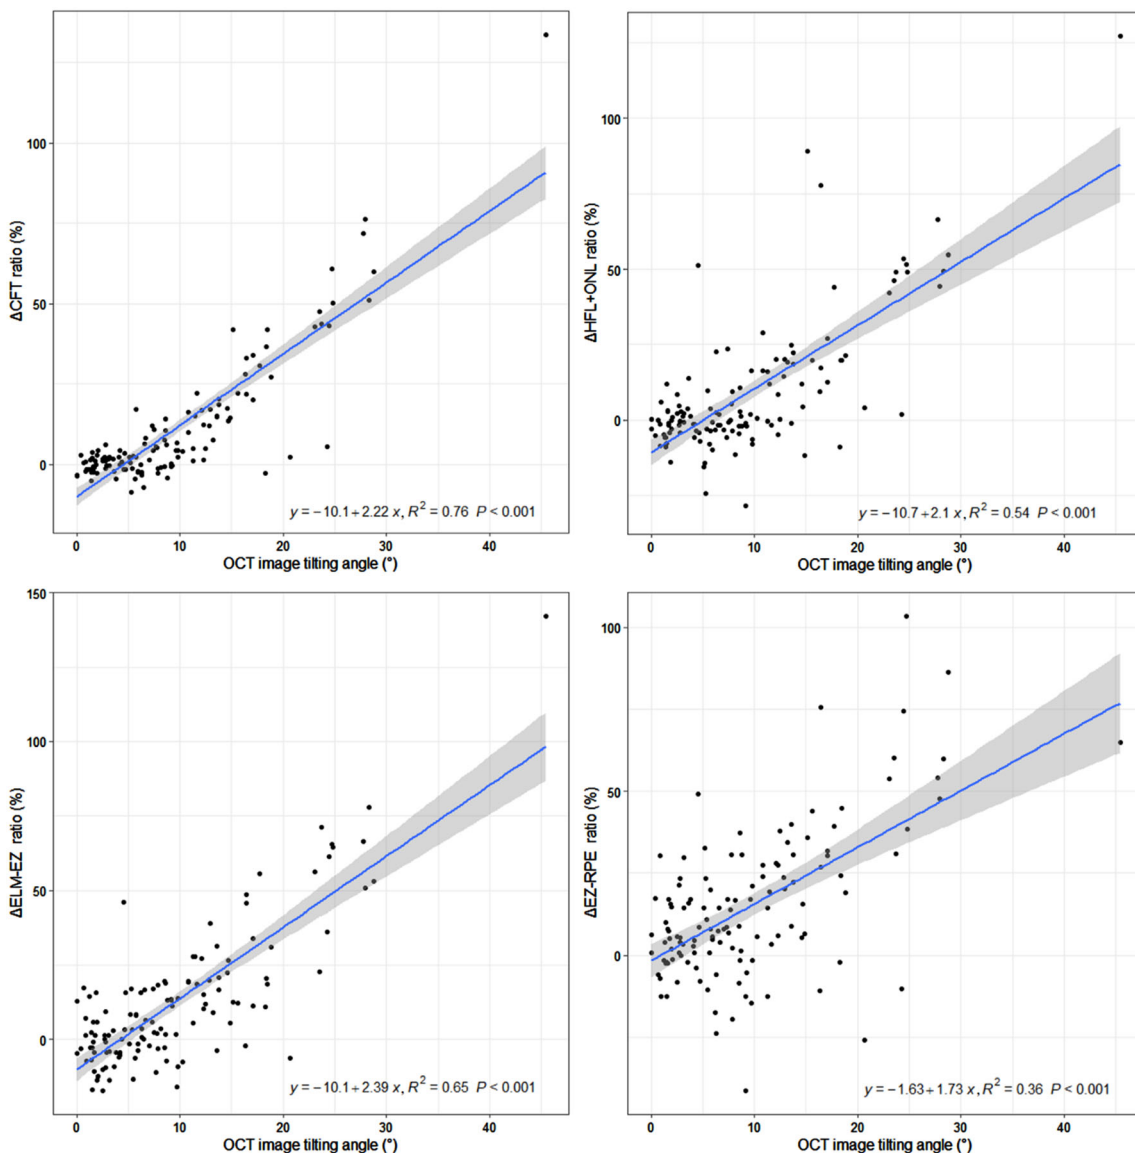 ΔCFT ratio (%)
100
50
0
y = −10.1+2.22 x, R² = 0.76 P < 0.001
0 10 20 30 40
OCT image tilting angle (°)
ΔHFL+ONL ratio (%)
100
50
0
y = −10.7+2.1 x, R² = 0.54 P < 0.001
0 10 20 30 40
OCT image tilting angle (°)
ΔELM-EZ ratio (%)
150
100
50
0
y = −10.1+2.39 x, R² = 0.65 P < 0.001
0 10 20 30 40
OCT image tilting angle (°)
ΔEZ-RPE ratio (%)
100
50
0
y = −1.63+1.73 x, R² = 0.36 P < 0.001
0 10 20 30 40
OCT image tilting angle (°)